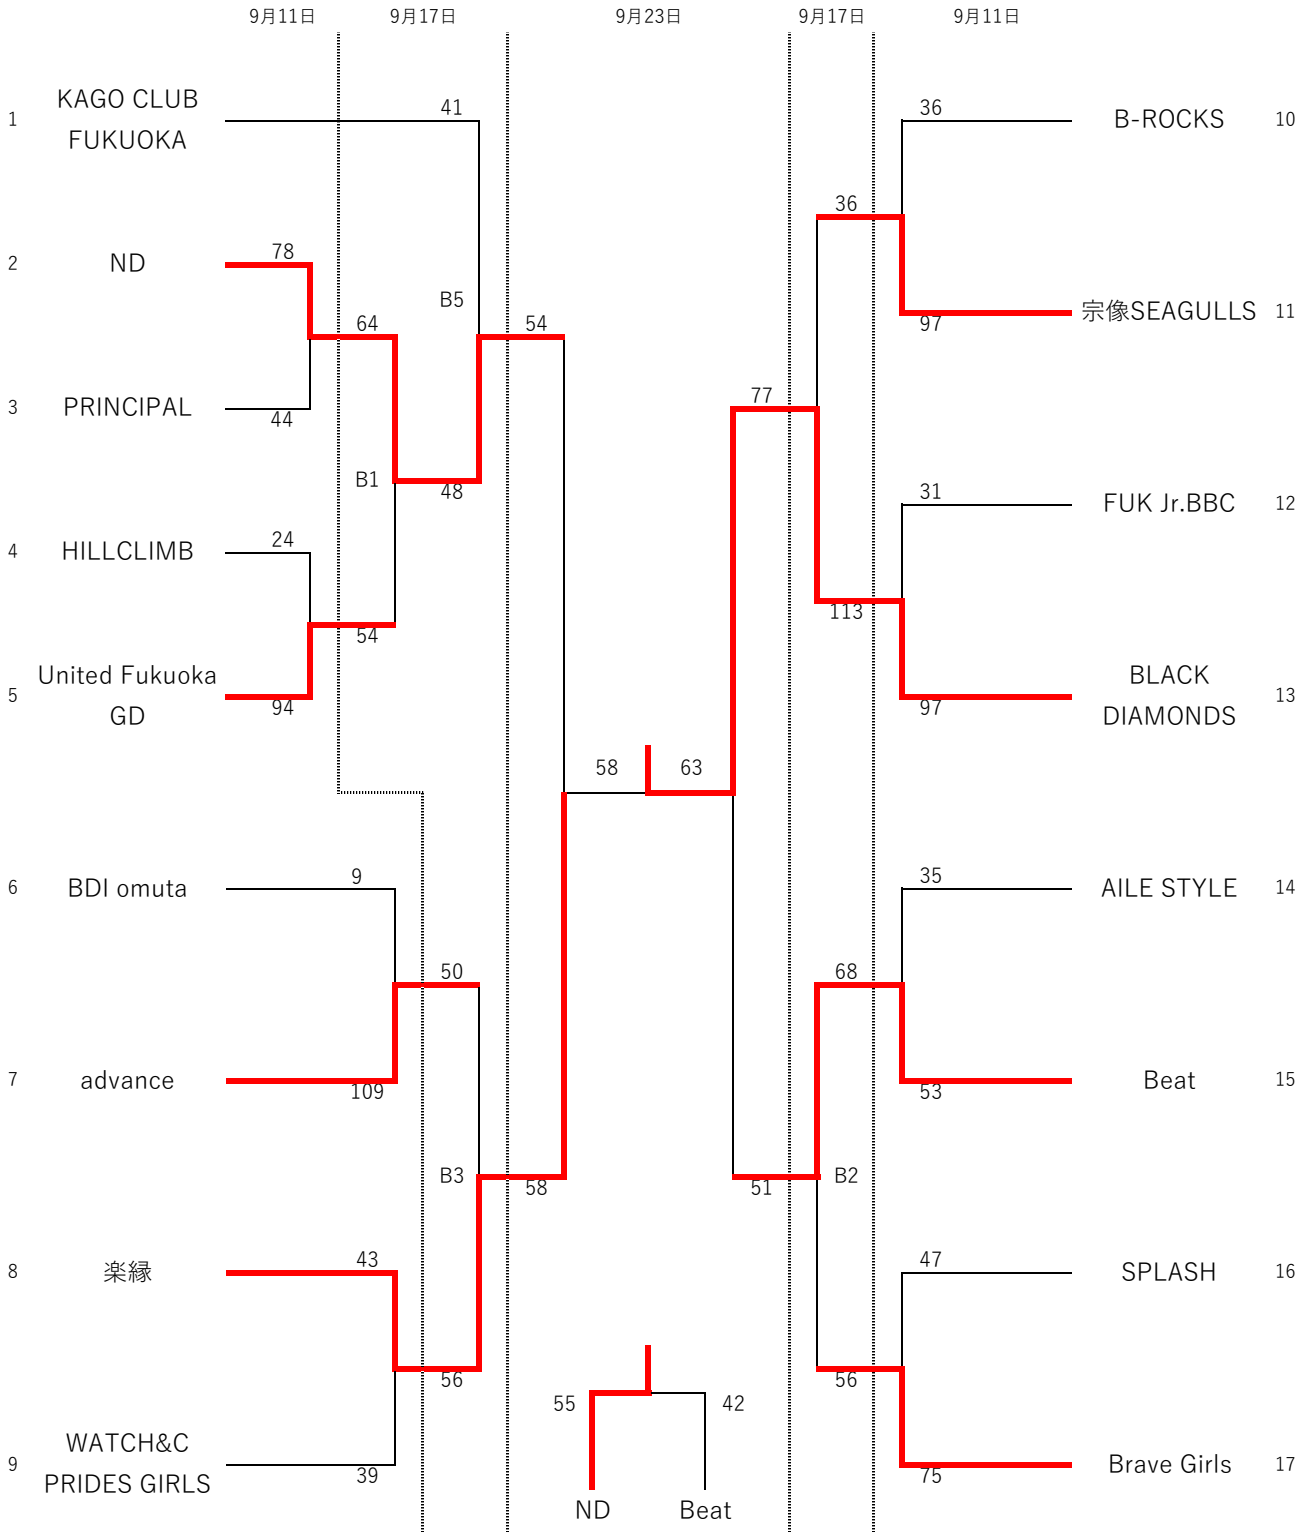 9月11日 9月17日 9月23日 9月17日 9月11日
KAGO CLUB
FUKUOKA
1
41
36
B-ROCKS
10
36
78
2
ND
B5
64
54
97
宗像SEAGULLS
11
77
3
PRINCIPAL
44
B1
48
31
FUK Jr.BBC
12
24
4
HILLCLIMB
113
54
United Fukuoka
GD
5
94
97
BLACK
DIAMONDS
13
58
63
9
6
BDI omuta
35
AILE STYLE
14
50
68
7
advance
109
53
Beat
15
B3
58
51
B2
43
8
楽縁
47
SPLASH
16
56
56
55
42
WATCH&C
PRIDES GIRLS
9
39
75
Brave Girls
17
ND
Beat